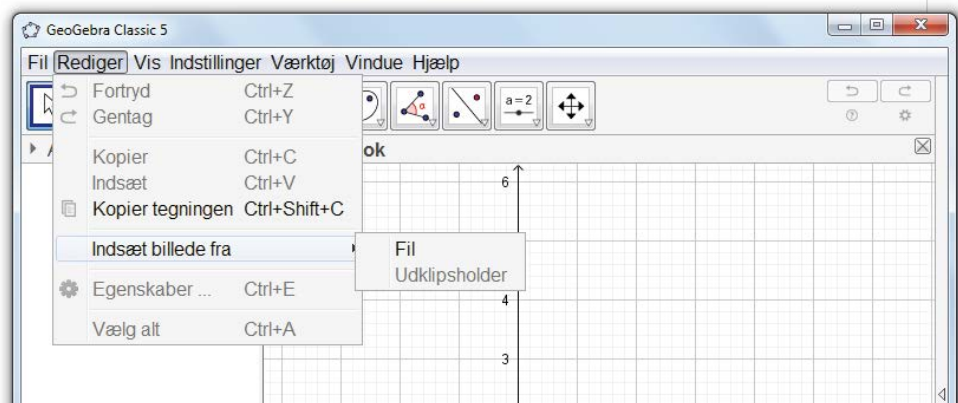 GeoGebra Classic 5
Fil Rediger Vis Indstillinger Værktøj Vindue Hjælp
Fortryd Ctrl+Z
Gentag Ctrl+Y
Kopier Ctrl+C
Indsæt Ctrl+V
Kopier tegningen Ctrl+Shift+C
Indsæt billede fra
Fil
Udklipsholder
Egenskaber ... Ctrl+E
Vælg alt Ctrl+A
α
a=2
ok
6
4
3